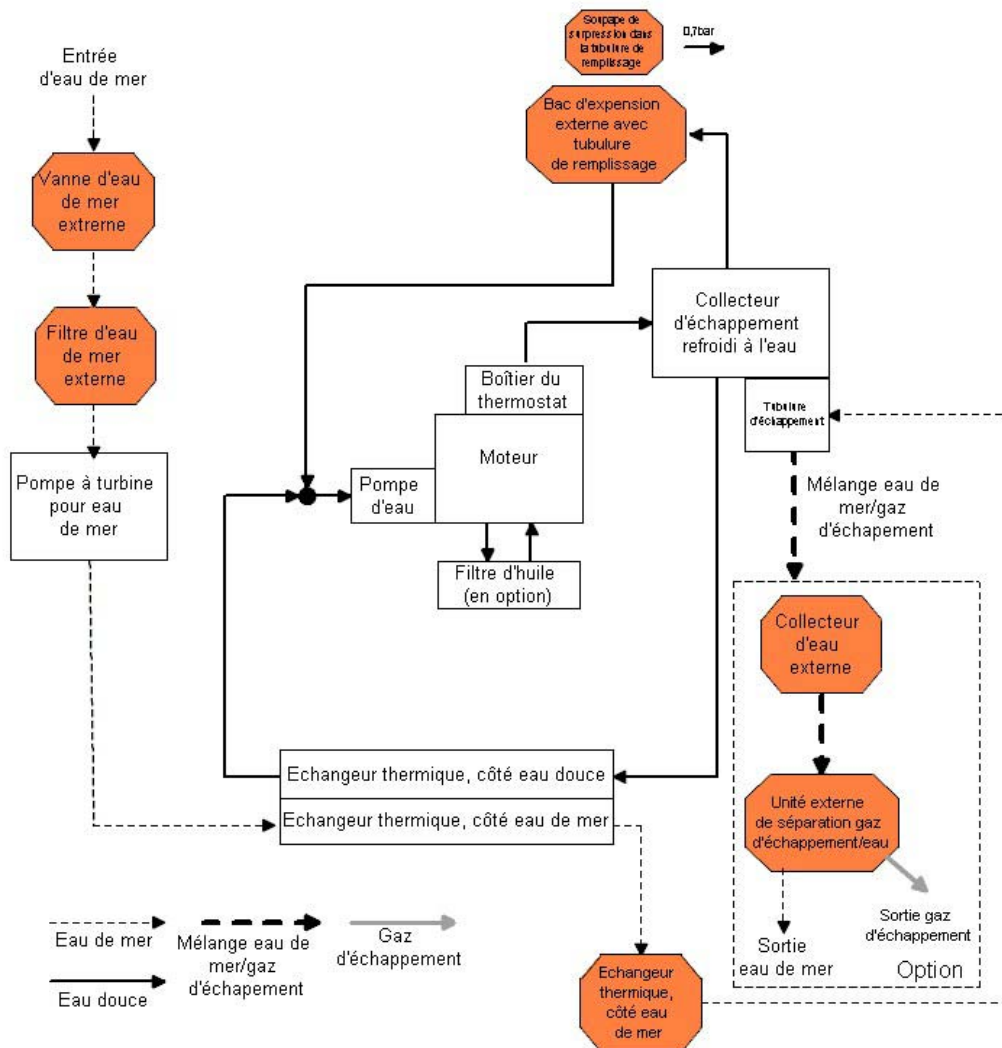 Soupape de
surpression dans
la tubulure de
remplissage
0,7bar
Entrée
d'eau de mer
Bac d'expension
externe avec
tubulure
de remplissage
Vanne d'eau
de mer
extrerne
Filtre d'eau
de mer
externe
Collecteur
d'échappement
refroidi à l'eau
Boîtier du
thermostat
Tubulure
d'échappement
Moteur
Pompe à turbine
pour eau
de mer
Pompe
d'eau
Mélange eau de
mer/gaz
d'échapement
Filtre d'huile
(en option)
Collecteur
d'eau
externe
Echangeur thermique, côté eau douce
Echangeur thermique, côté eau de mer
Unité externe
de séparation gaz
d'échappement/eau
Sortie gaz
d'échappement
Sortie
eau de mer
Option
Eau de mer
Mélange eau de
mer/gaz
d'échapement
Gaz
d'échappement
Eau douce
Echangeur
thermique,
côté eau
de mer